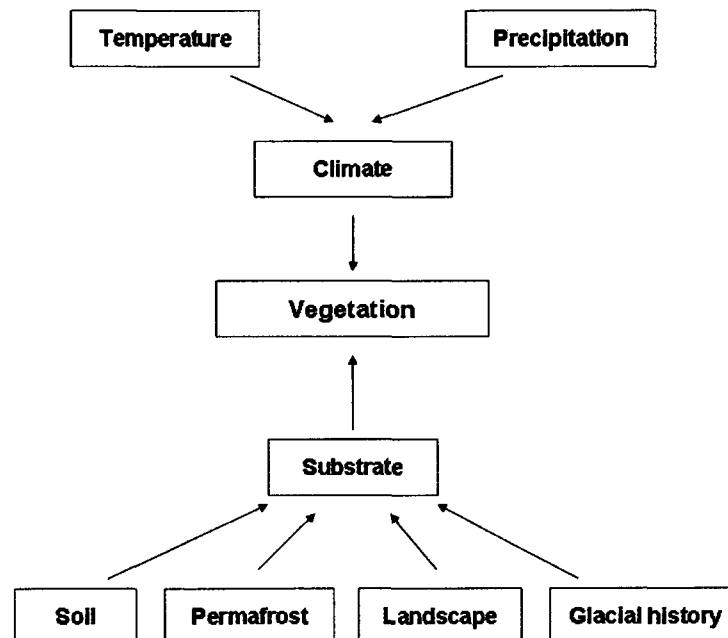 Temperature
Precipitation
Climate
Vegetation
Substrate
Soil
Permafrost
Landscape
Glacial history